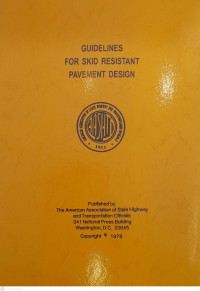 GUIDELINES
FOR SKID RESISTANT
PAVEMENT DESIGN
AASHTO
Published by
The American Association of State Highway
and Transportation Officials
341 National Press Building
Washington, D.C. 20045
Copyright © 1976